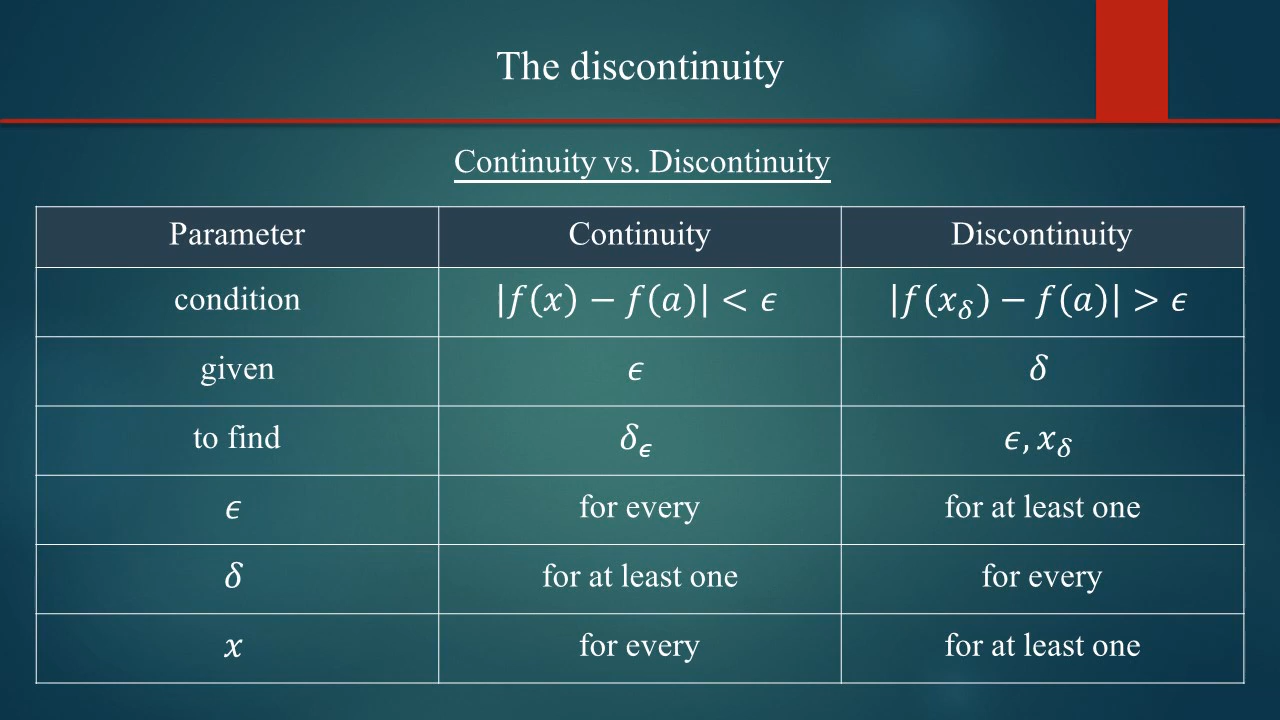 The discontinuity
Continuity vs. Discontinuity
Parameter Continuity Discontinuity
condition |𝑓(𝑥) − 𝑓(𝑎)| < 𝜖 |𝑓(𝑥_𝛿) − 𝑓(𝑎)| > 𝜖
given 𝜖 𝛿
to find 𝛿_𝜖 𝜖, 𝑥_𝛿
𝜖 for every for at least one
𝛿 for at least one for every
𝑥 for every for at least one